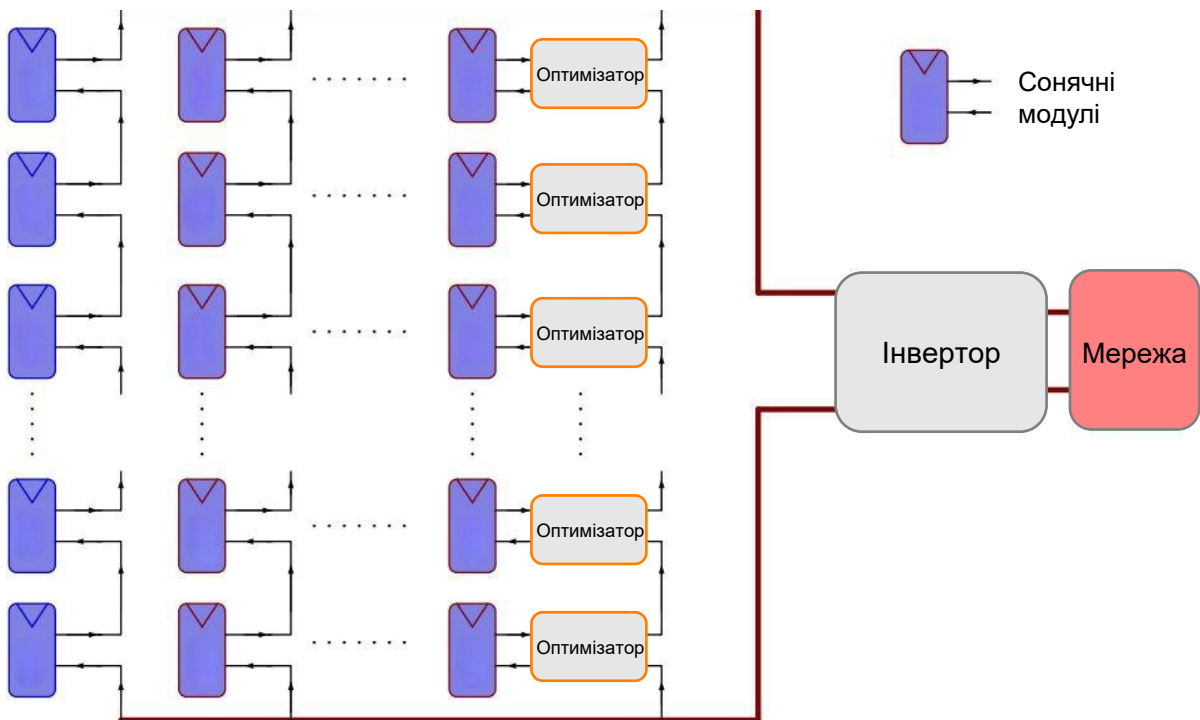 Оптимізатор
Сонячні
модулі
Оптимізатор
Оптимізатор
Інвертор
Мережа
Оптимізатор
Оптимізатор